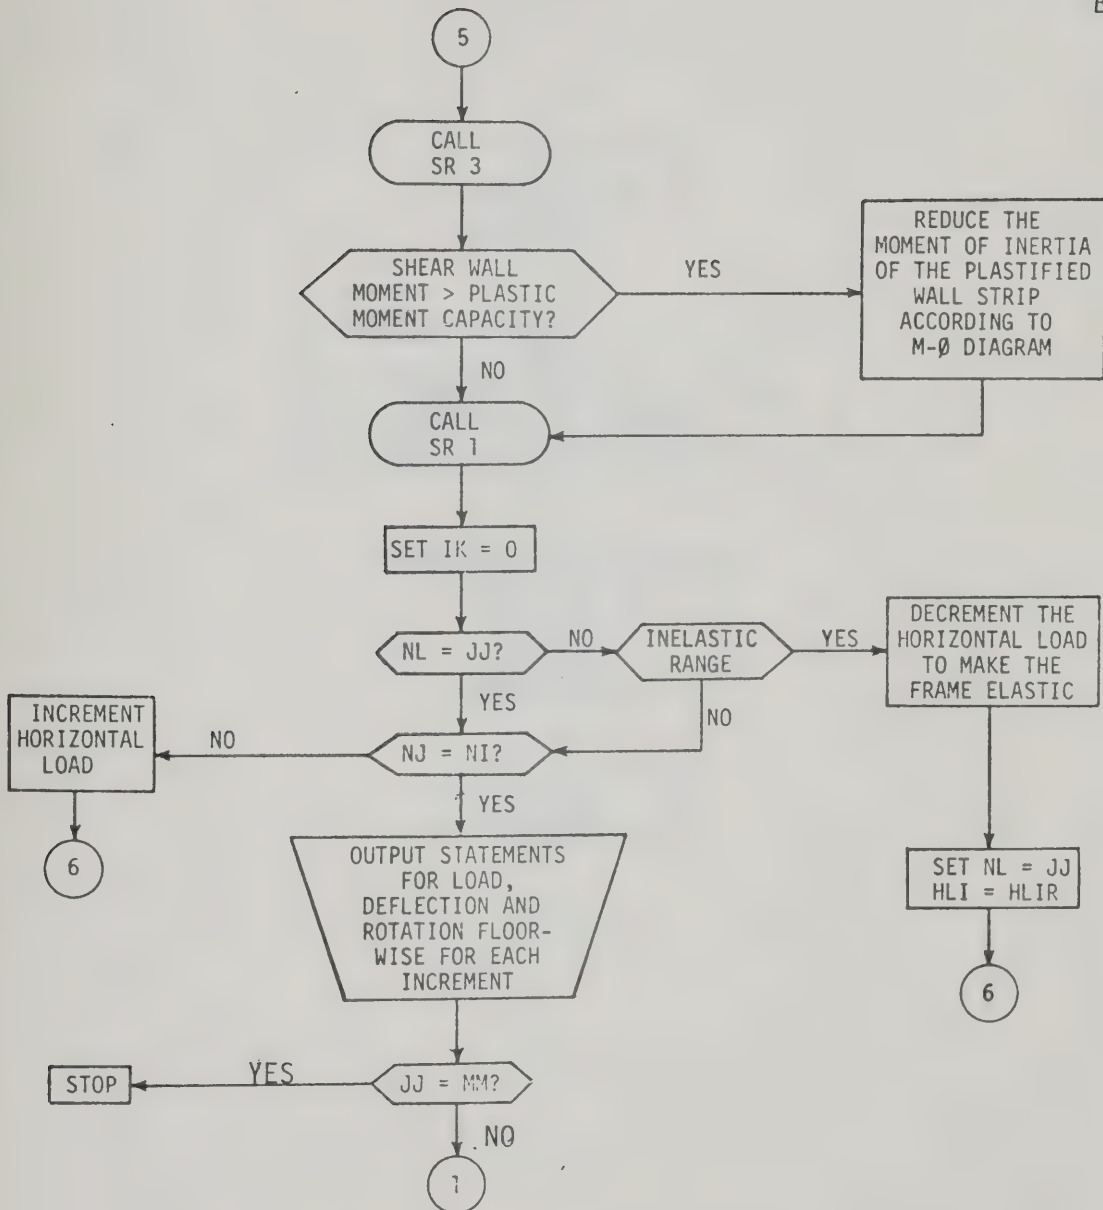 5
CALL
SR 3
SHEAR WALL
MOMENT > PLASTIC
MOMENT CAPACITY?
YES
REDUCE THE
MOMENT OF INERTIA
OF THE PLASTIFIED
WALL STRIP
ACCORDING TO
M-Ø DIAGRAM
NO
CALL
SR 1
SET IK = 0
NL = JJ?
NO
INELASTIC
RANGE
YES
DECREMENT THE
HORIZONTAL LOAD
TO MAKE THE
FRAME ELASTIC
YES
NO
INCREMENT
HORIZONTAL
LOAD
NO
NJ = NI?
YES
6
OUTPUT STATEMENTS
FOR LOAD,
DEFLECTION AND
ROTATION FLOOR-
WISE FOR EACH
INCREMENT
SET NL = JJ
HLI = HLIR
6
STOP
YES
JJ = MM?
NO
1